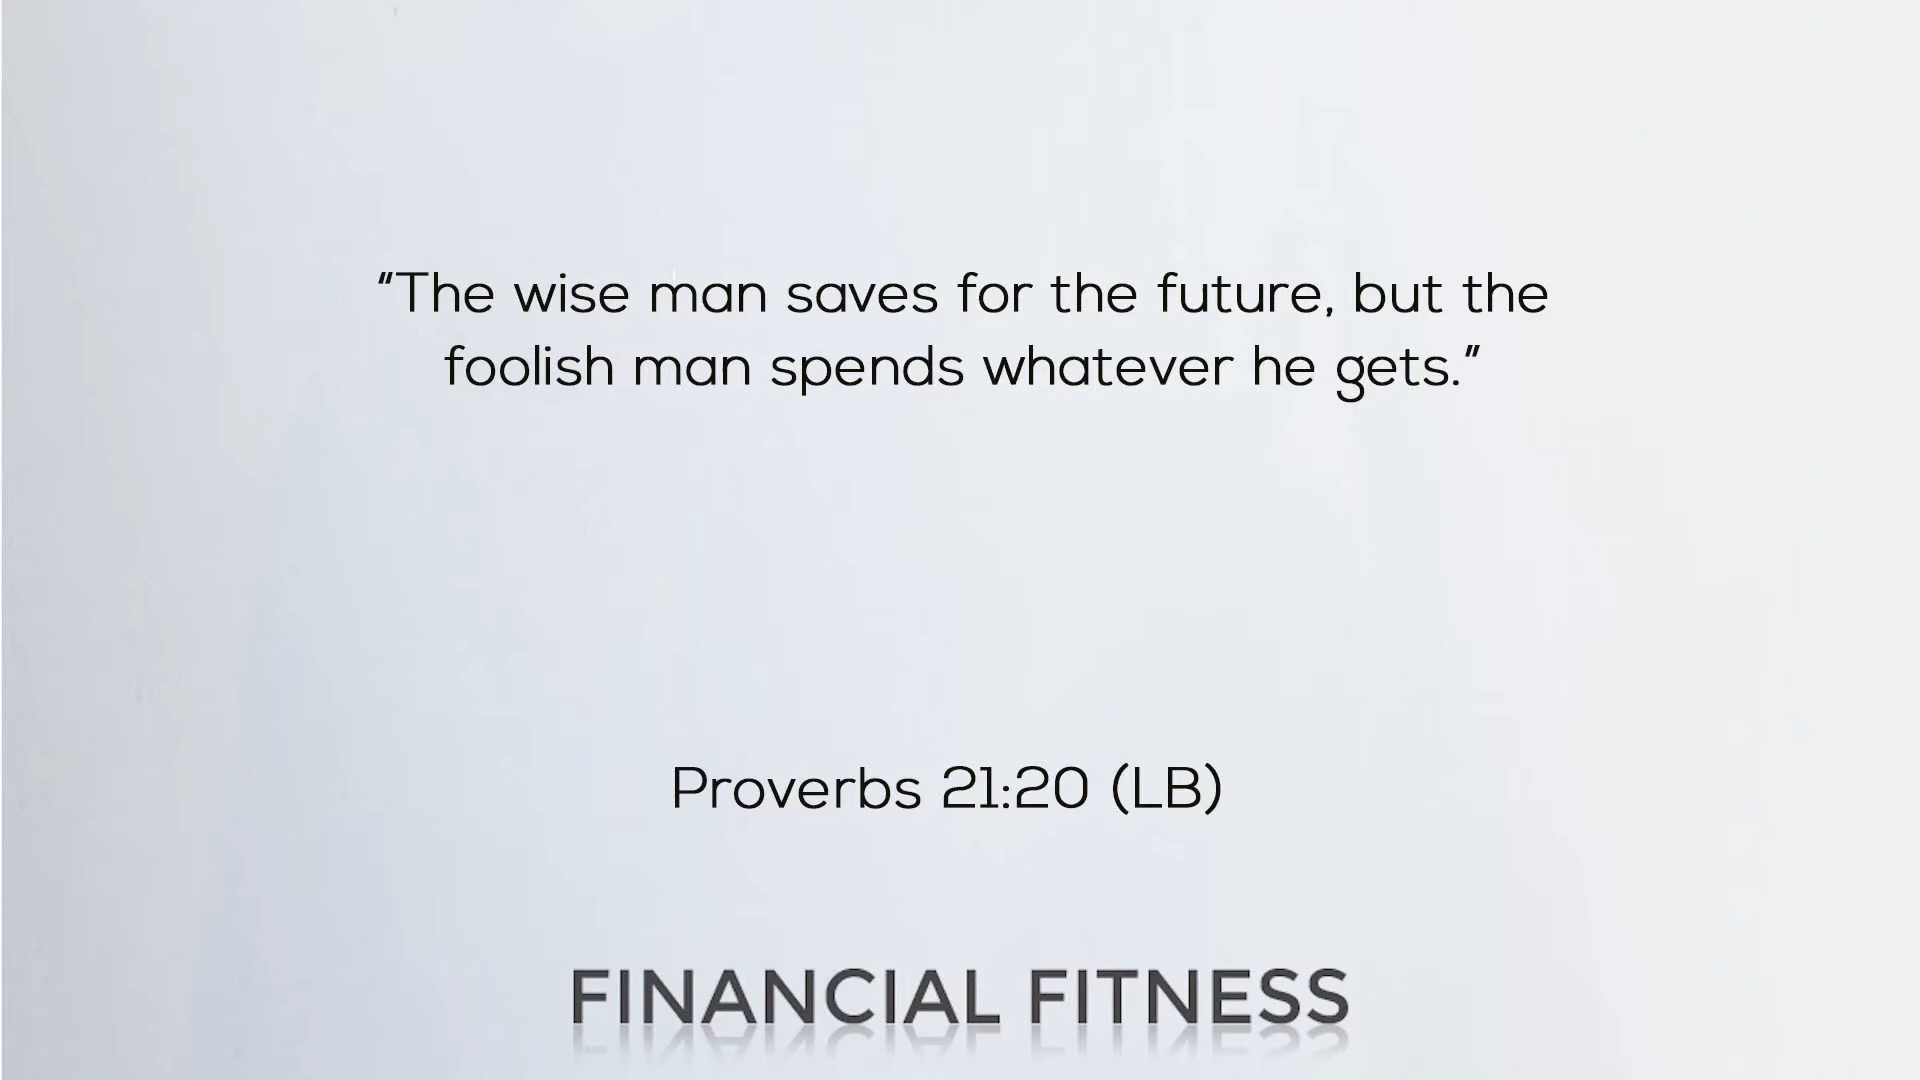 “The wise man saves for the future, but the
foolish man spends whatever he gets.”
Proverbs 21:20 (LB)
FINANCIAL FITNESS